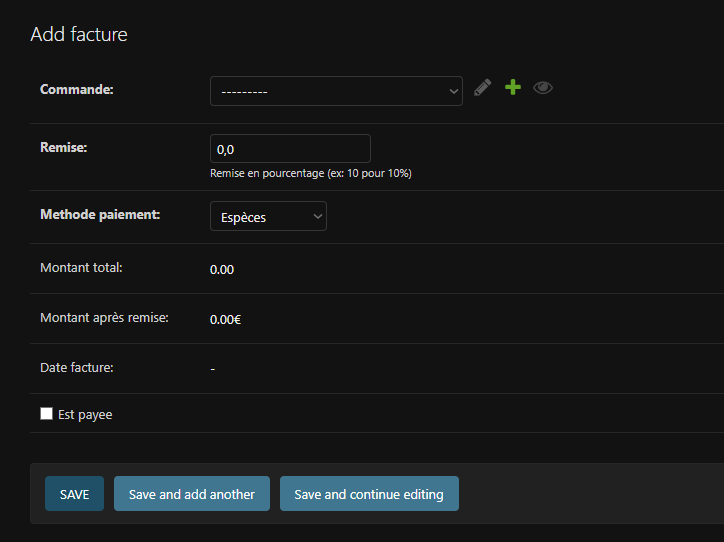 Add facture
Commande: ---------
Remise: 0,0
Remise en pourcentage (ex: 10 pour 10%)
Methode paiement: Espèces
Montant total: 0.00
Montant après remise: 0.00€
Date facture: -
Est payee
SAVE Save and add another Save and continue editing